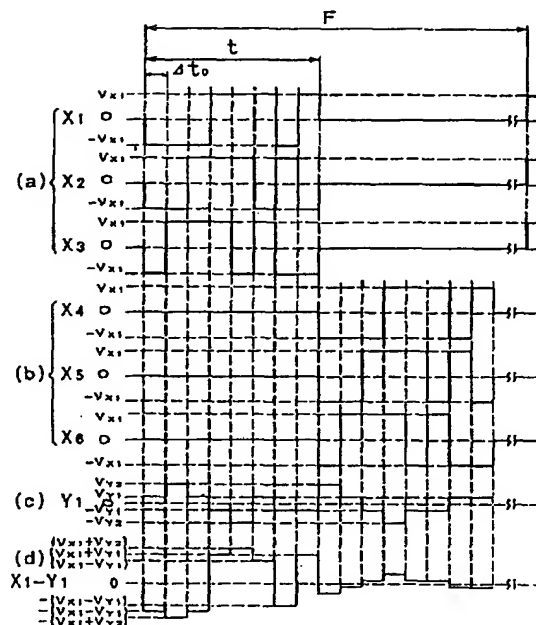 F
t
Δt₀
Vx₁
X₁ 0
-Vx₁
Vx₁
(a) X₂ 0
-Vx₁
Vx₁
X₃ 0
-Vx₁
Vx₁
X₄ 0
-Vx₁
Vx₁
(b) X₅ 0
-Vx₁
Vx₁
X₆ 0
-Vx₁
Vy₂
Vy₁
(c) Y₁ 0
-Vy₁
-Vy₂
(d) |Vx₁+Vy₂|
|Vx₁+Vy₁|
|Vx₁-Vy₁|
X₁-Y₁ 0
-|Vx₁-Vy₁|
-|Vx₁+Vy₂|